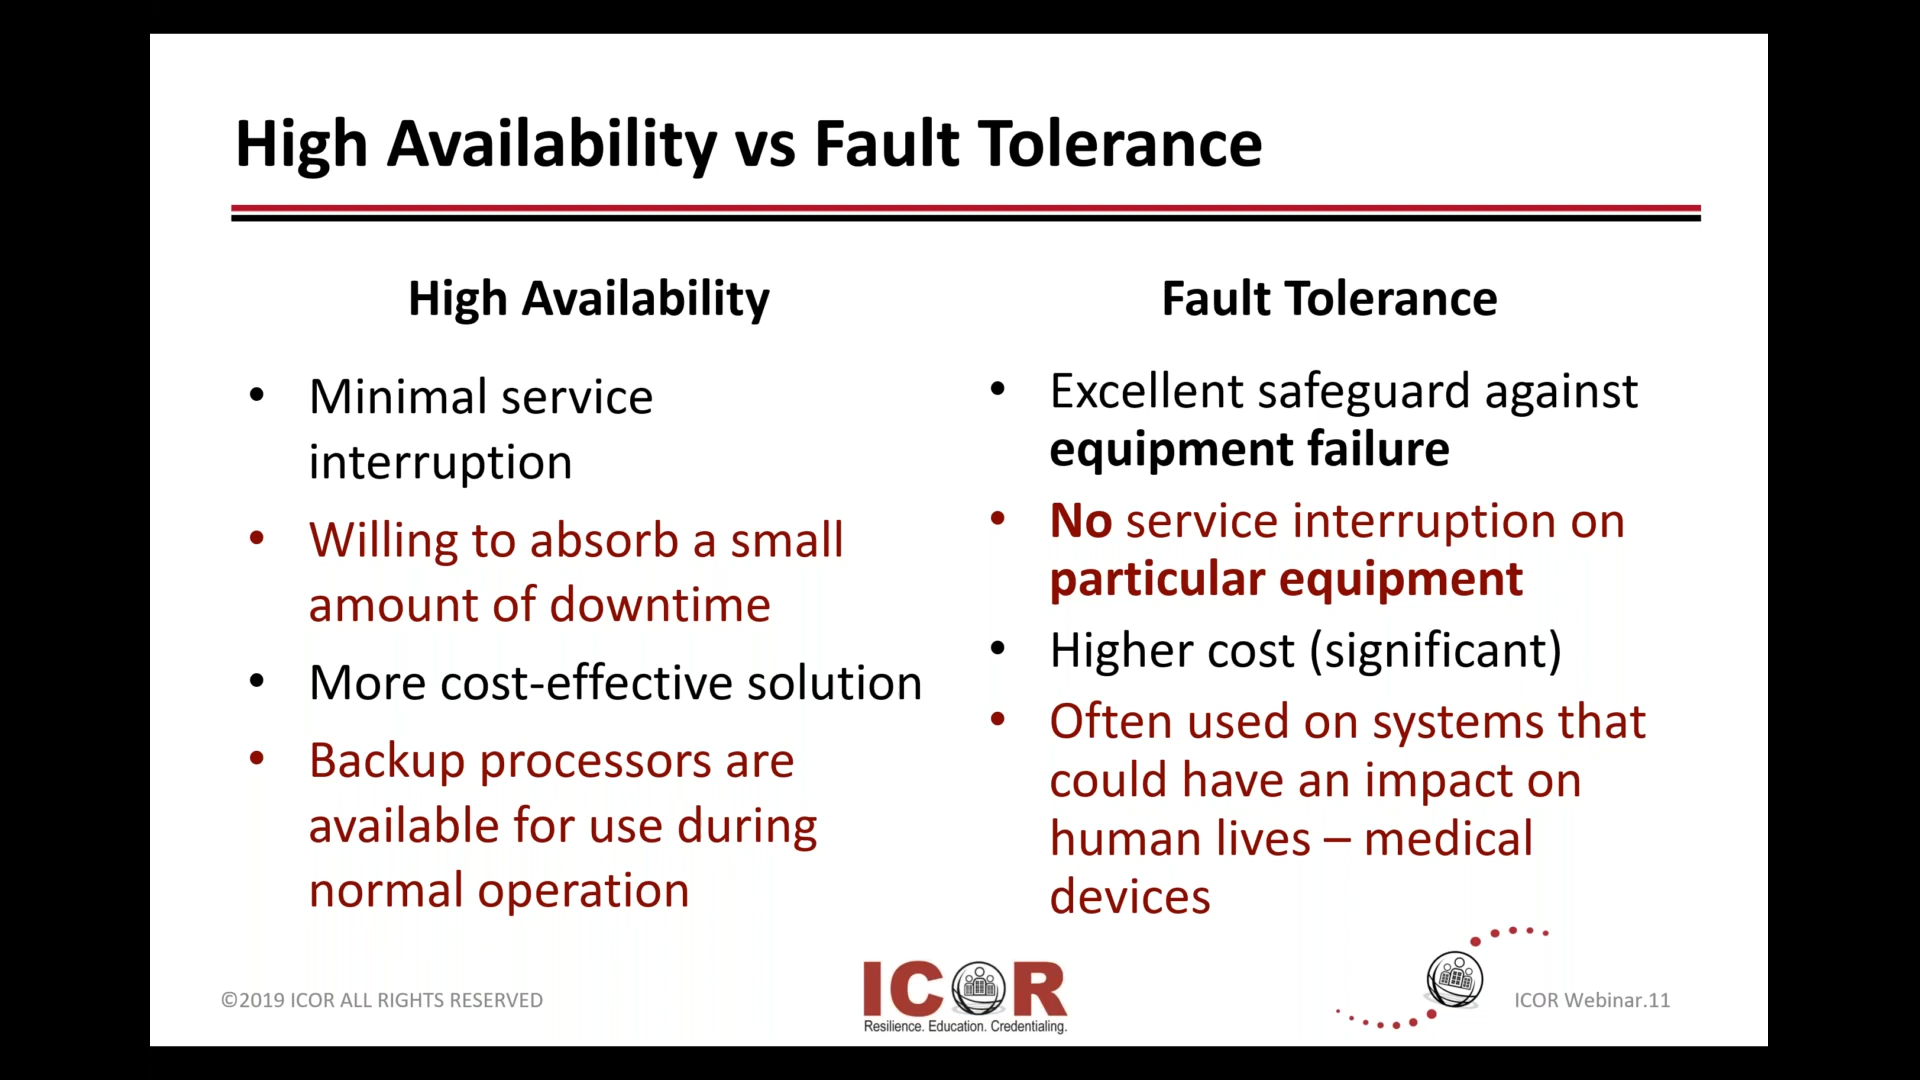 High Availability vs Fault Tolerance
High Availability
• Minimal service
interruption
• Willing to absorb a small
amount of downtime
• More cost-effective solution
• Backup processors are
available for use during
normal operation
Fault Tolerance
• Excellent safeguard against
equipment failure
• No service interruption on
particular equipment
• Higher cost (significant)
• Often used on systems that
could have an impact on
human lives – medical
devices
©2019 ICOR ALL RIGHTS RESERVED
ICOR
Resilience. Education. Credentialing.
ICOR Webinar.11